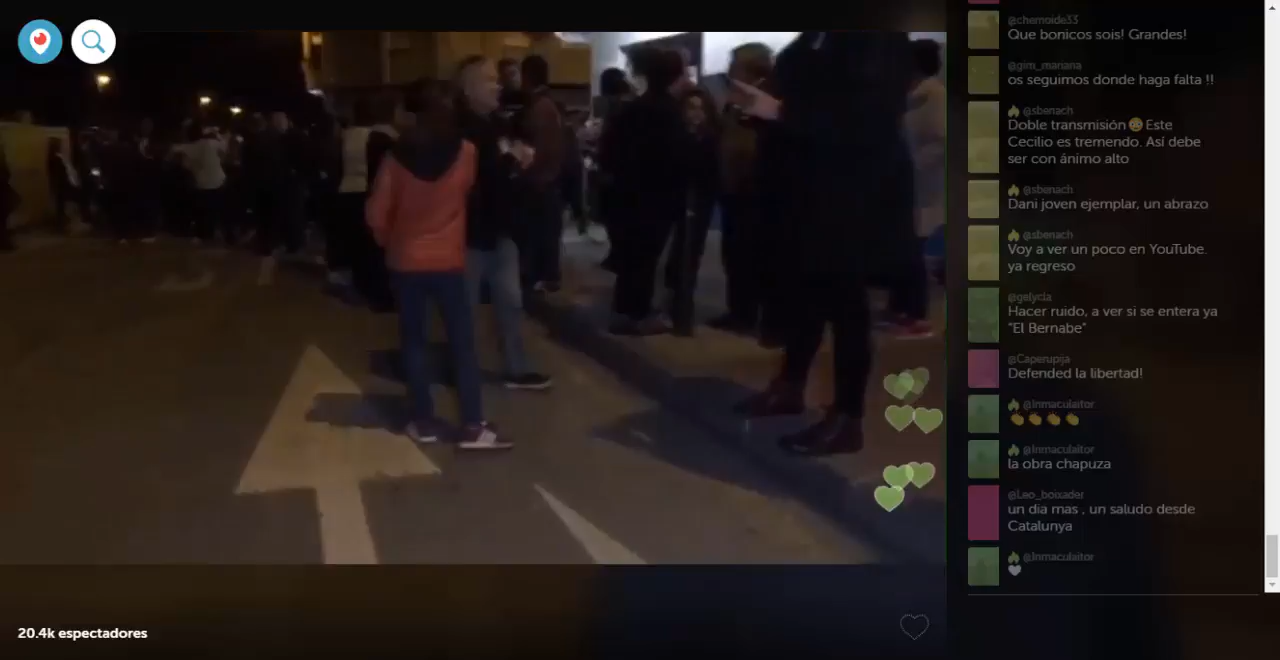 @chemoide33
Que bonicos sois! Grandes!
@gim_mariana
os seguimos donde haga falta !!
@sbenach
Doble transmisión😳Este
Cecilio es tremendo. Así debe
ser con ánimo alto
@sbenach
Dani joven ejemplar, un abrazo
@sbenach
Voy a ver un poco en YouTube.
ya regreso
@gelycia
Hacer ruido, a ver si se entera ya
"El Bernabe"
@Caperupija
Defended la libertad!
@Inmaculaitor
👏👏👏👏
@Inmaculaitor
la obra chapuza
@Leo_boixader
un dia mas , un saludo desde
Catalunya
@Inmaculaitor
20.4k espectadores